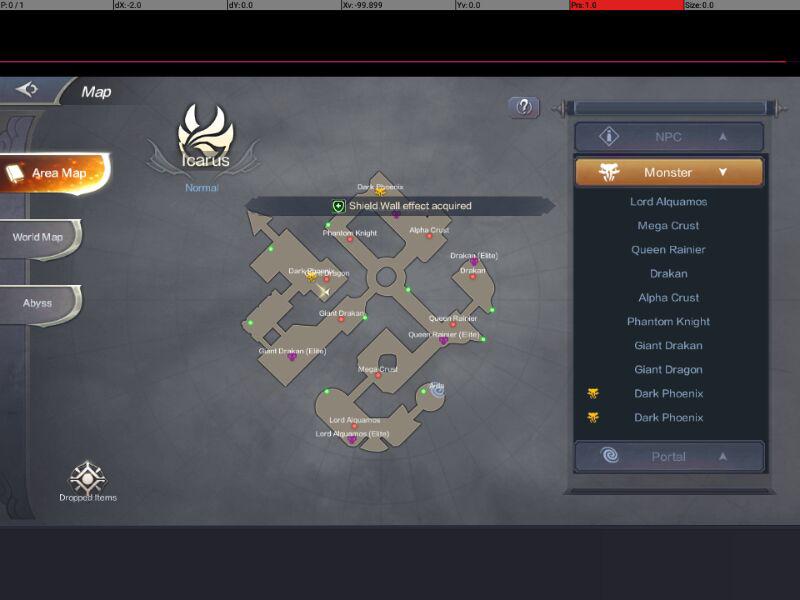 P: 0 / 1
dX: -2.0
dY: 0.0
Xv: -99.899
Yv: 0.0
Prs: 1.0
Size: 0.0
Map
Icarus
Normal
Area Map
World Map
Abyss
Dropped Items
Dark Phoenix
Shield Wall effect acquired
Phantom Knight
Alpha Crust
Drakan (Elite)
Drakan
Dark Phoenix
Dragon
Giant Drakan
Queen Rainier
Queen Rainier (Elite)
Giant Drakan (Elite)
Mega Crust
Lord Alquamos
Lord Alquamos (Elite)
NPC
Monster
Lord Alquamos
Mega Crust
Queen Rainier
Drakan
Alpha Crust
Phantom Knight
Giant Drakan
Giant Dragon
Dark Phoenix
Dark Phoenix
Portal